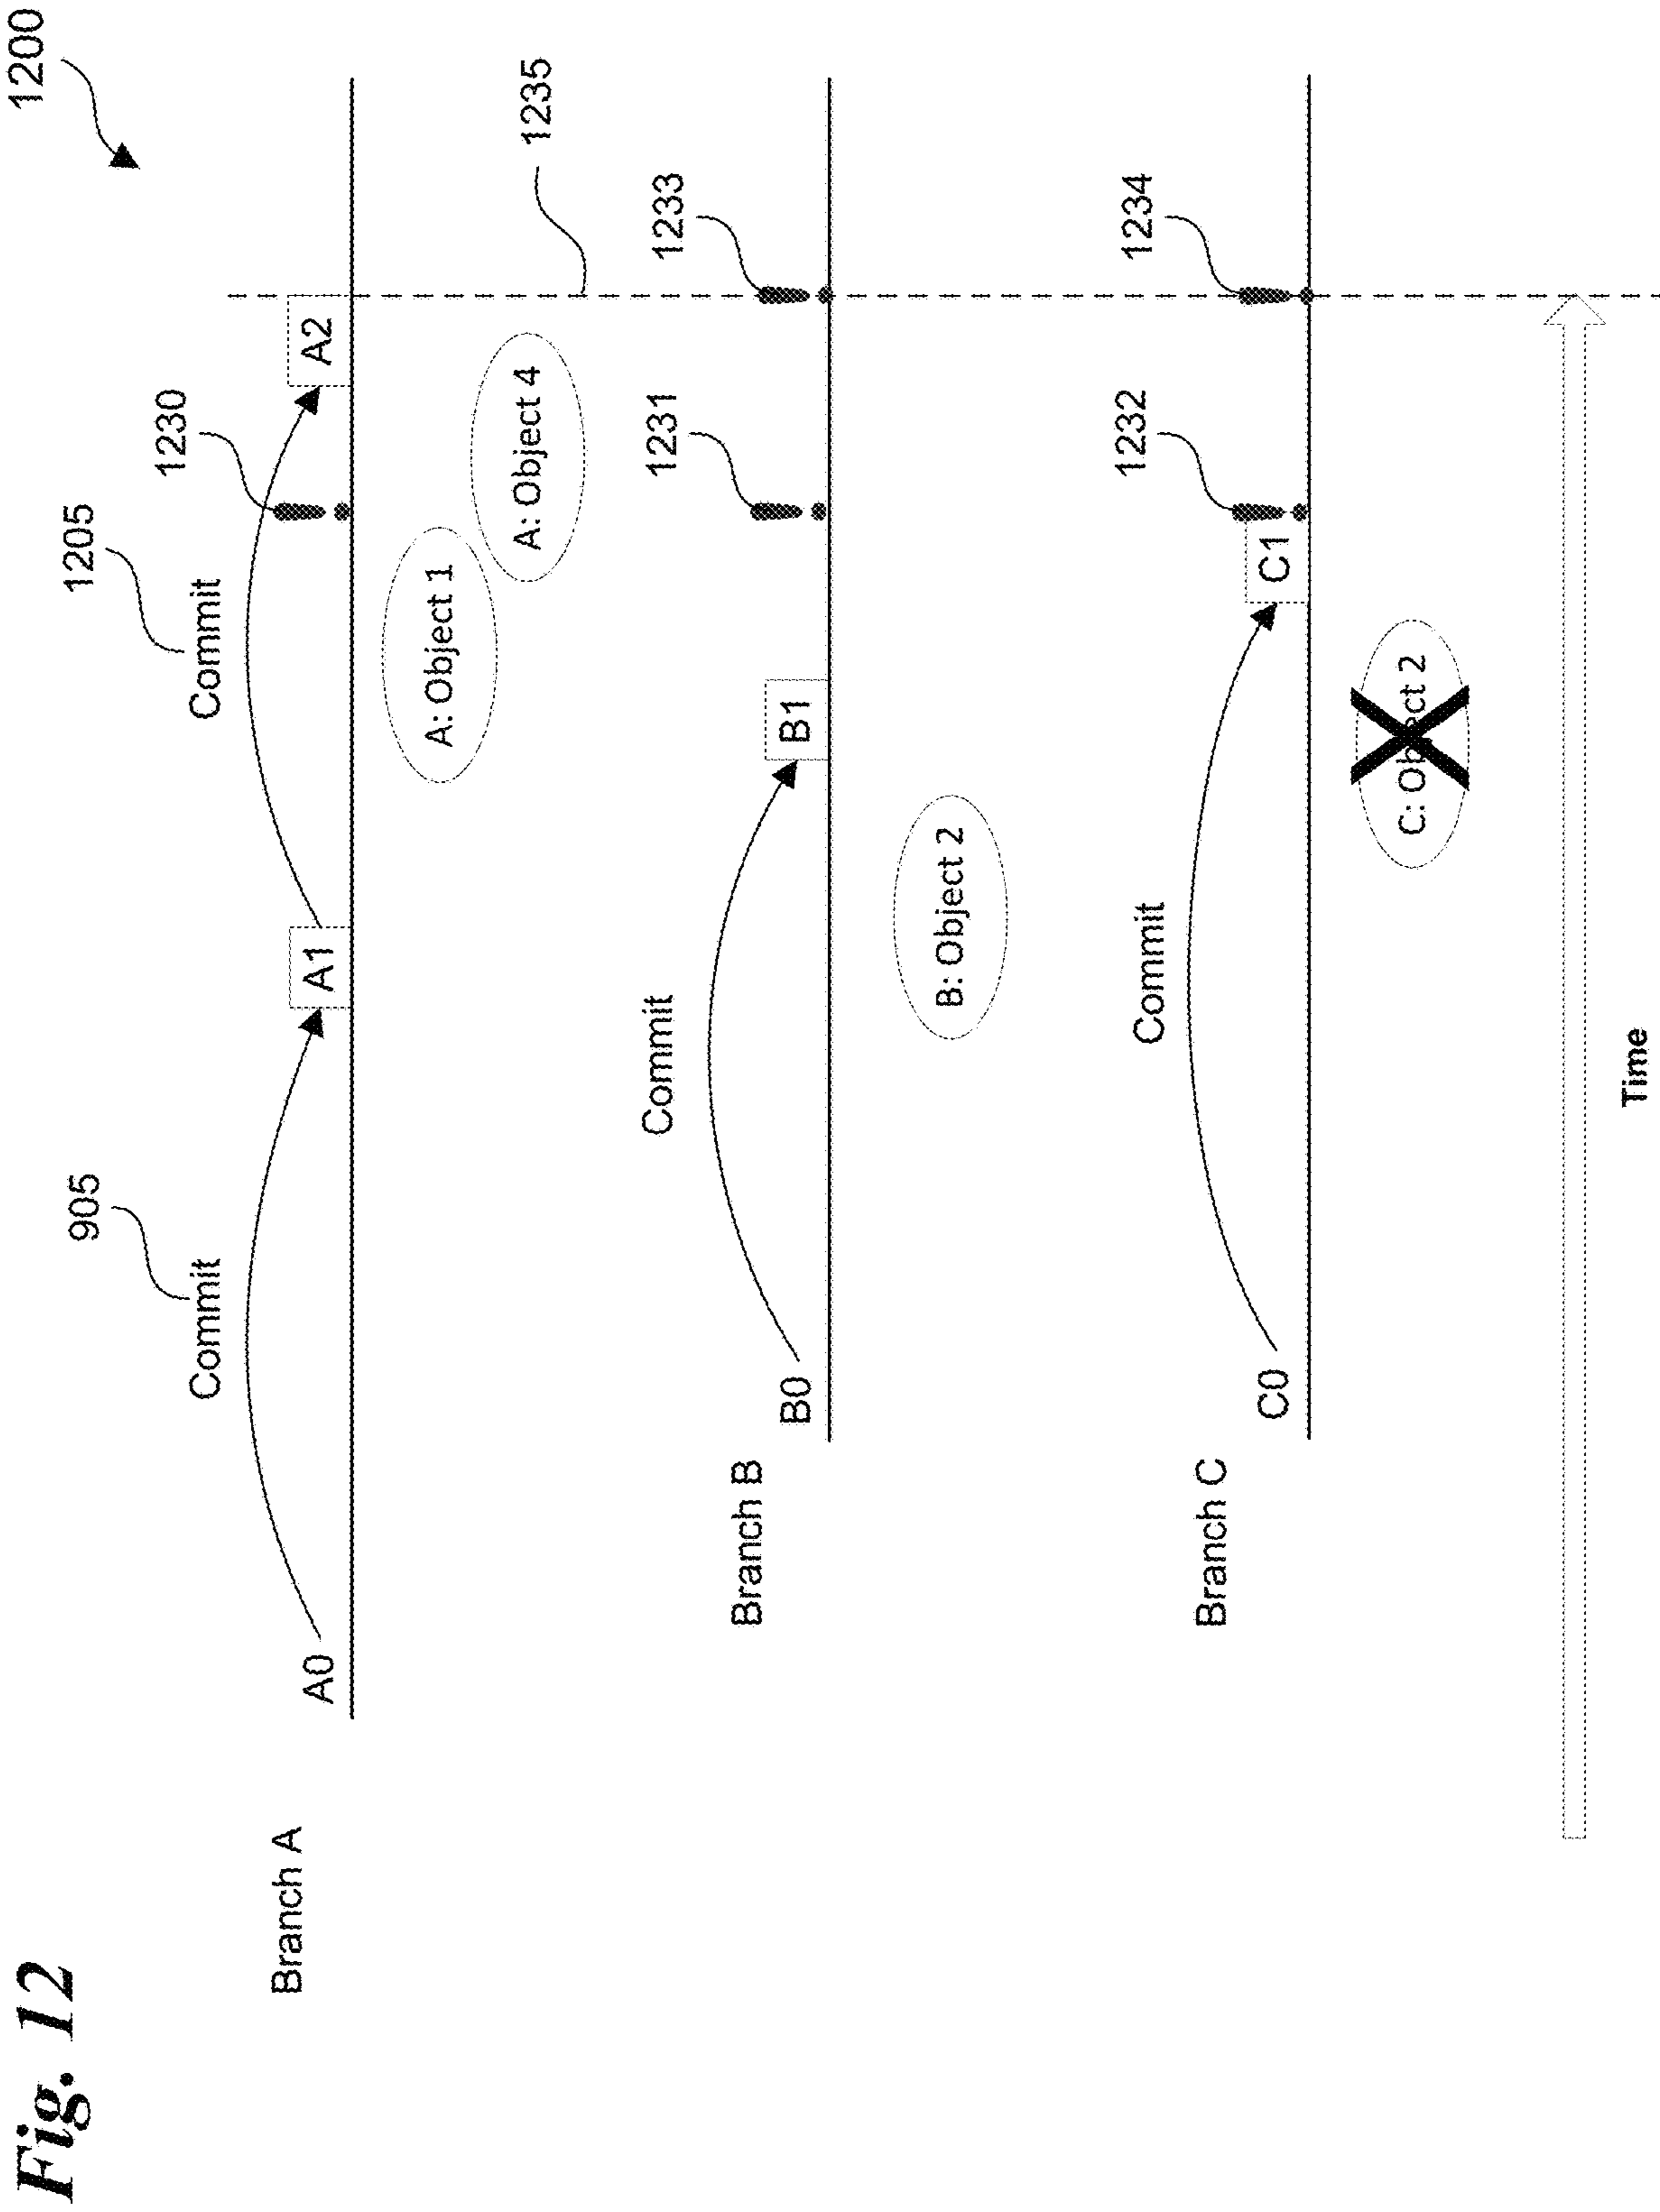 Fig. 12
1200
905
1205
Commit
Commit
1230
Branch A
A0
A1
A2
A: Object 1
A: Object 4
1235
Commit
1231
1233
Branch B
B0
B1
B: Object 2
Commit
1232
1234
Branch C
C0
C1
C: Object 2
Time